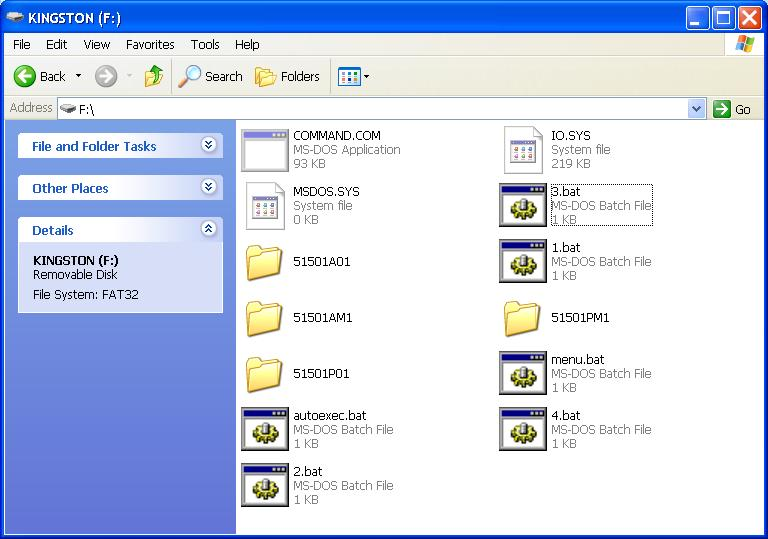 KINGSTON (F:)
File Edit View Favorites Tools Help
Back Search Folders
Address F:\ Go
File and Folder Tasks
Other Places
Details
KINGSTON (F:)
Removable Disk
File System: FAT32
COMMAND.COM
MS-DOS Application
93 KB
IO.SYS
System file
219 KB
MSDOS.SYS
System file
0 KB
3.bat
MS-DOS Batch File
1 KB
51501A01
1.bat
MS-DOS Batch File
1 KB
51501AM1
51501PM1
51501P01
menu.bat
MS-DOS Batch File
1 KB
autoexec.bat
MS-DOS Batch File
1 KB
4.bat
MS-DOS Batch File
1 KB
2.bat
MS-DOS Batch File
1 KB